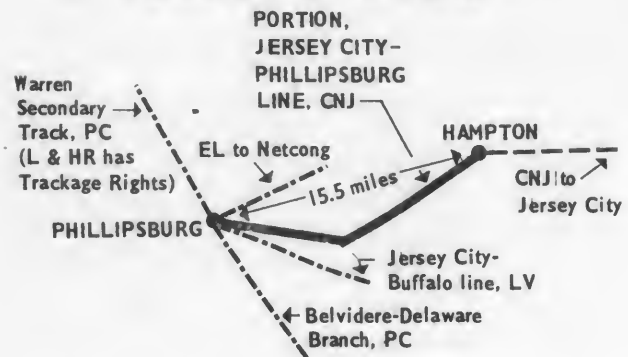 PORTION,
JERSEY CITY–
PHILLIPSBURG
LINE, CNJ
Warren
Secondary
Track, PC
(L & HR has
Trackage Rights)
EL to Netcong
HAMPTON
15.5 miles
CNJ to
Jersey City
PHILLIPSBURG
Jersey City-
Buffalo line, LV
Belvidere-Delaware
Branch, PC